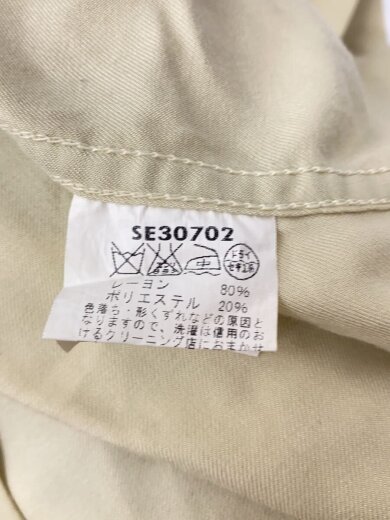 SE30702
ドライ
セキユ系
レーヨン 80%
ポリエステル 20%
色落ち・形くずれなどの原因と
なりますので、洗濯は信用のお
けるクリーニング店におまかせ